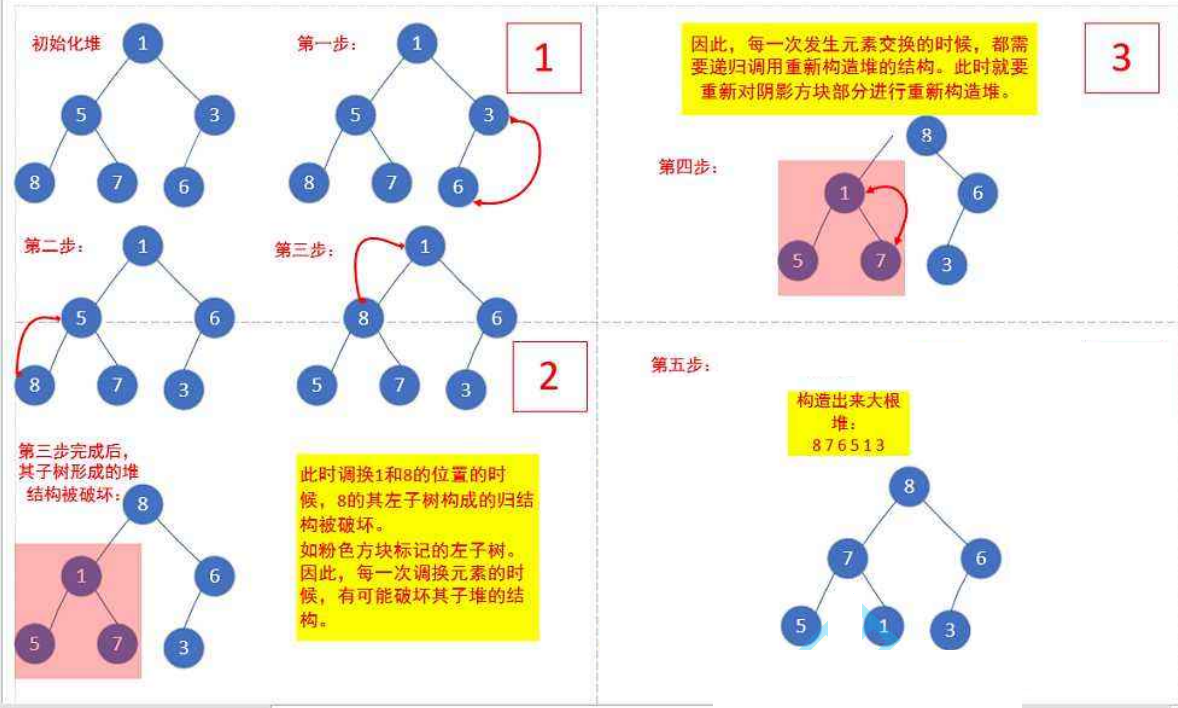 初始化堆
1
5
3
8
7
6
第一步：
1
5
3
8
7
6
1
第二步：
1
5
6
8
7
3
第三步：
1
8
6
5
7
3
2
第三步完成后，
其子树形成的堆
结构被破坏：
8
1
6
5
7
3
此时调换1和8的位置的时
候，8的其左子树构成的归结
构被破坏。
如粉色方块标记的左子树。
因此，每一次调换元素的时
候，有可能破坏其子堆的结
构。
因此，每一次发生元素交换的时候，都需
要递归调用重新构造堆的结构。此时就要
重新对阴影方块部分进行重新构造堆。
3
第四步：
8
1
6
5
7
3
第五步：
构造出来大根
堆：
8 7 6 5 1 3
8
7
6
5
1
3